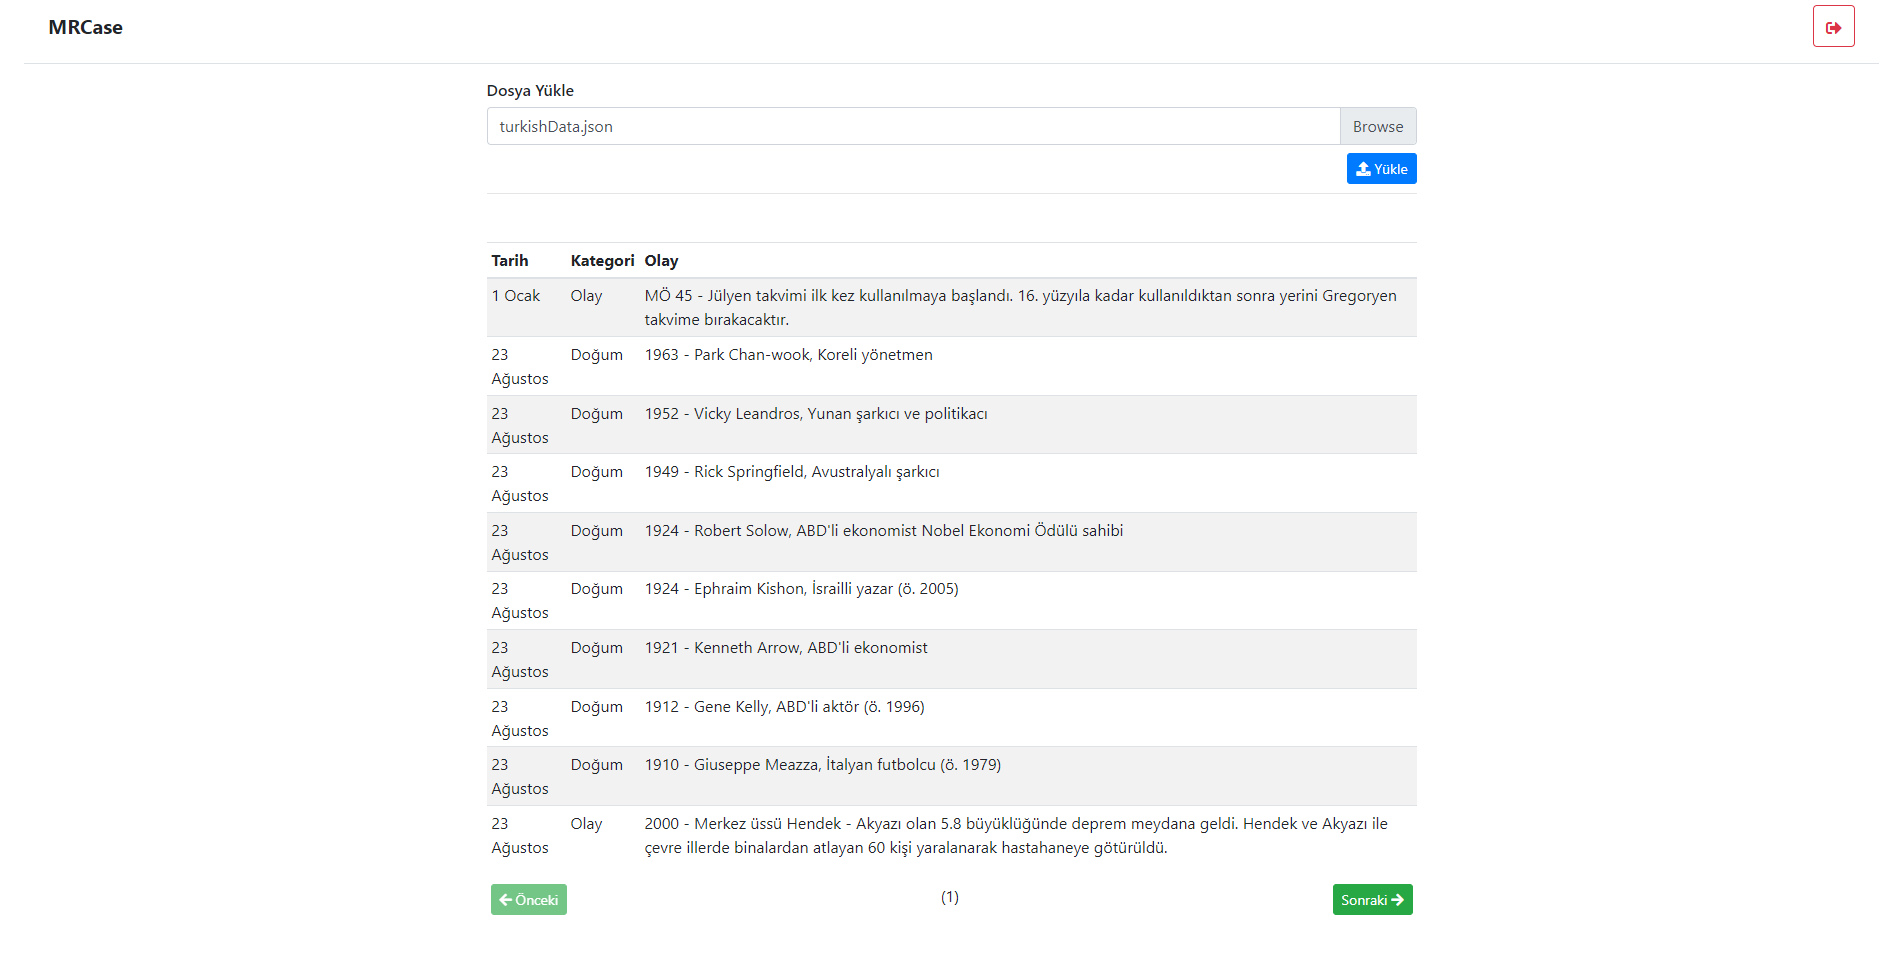 MRCase
Dosya Yükle
turkishData.json Browse
Yükle
Tarih Kategori Olay
1 Ocak Olay MÖ 45 - Jülyen takvimi ilk kez kullanılmaya başlandı. 16. yüzyıla kadar kullanıldıktan sonra yerini Gregoryen
takvime bırakacaktır.
23 Doğum 1963 - Park Chan-wook, Koreli yönetmen
Ağustos
23 Doğum 1952 - Vicky Leandros, Yunan şarkıcı ve politikacı
Ağustos
23 Doğum 1949 - Rick Springfield, Avustralyalı şarkıcı
Ağustos
23 Doğum 1924 - Robert Solow, ABD'li ekonomist Nobel Ekonomi Ödülü sahibi
Ağustos
23 Doğum 1924 - Ephraim Kishon, İsrailli yazar (ö. 2005)
Ağustos
23 Doğum 1921 - Kenneth Arrow, ABD'li ekonomist
Ağustos
23 Doğum 1912 - Gene Kelly, ABD'li aktör (ö. 1996)
Ağustos
23 Doğum 1910 - Giuseppe Meazza, İtalyan futbolcu (ö. 1979)
Ağustos
23 Olay 2000 - Merkez üssü Hendek - Akyazı olan 5.8 büyüklüğünde deprem meydana geldi. Hendek ve Akyazı ile
Ağustos çevre illerde binalardan atlayan 60 kişi yaralanarak hastahaneye götürüldü.
Önceki (1) Sonraki